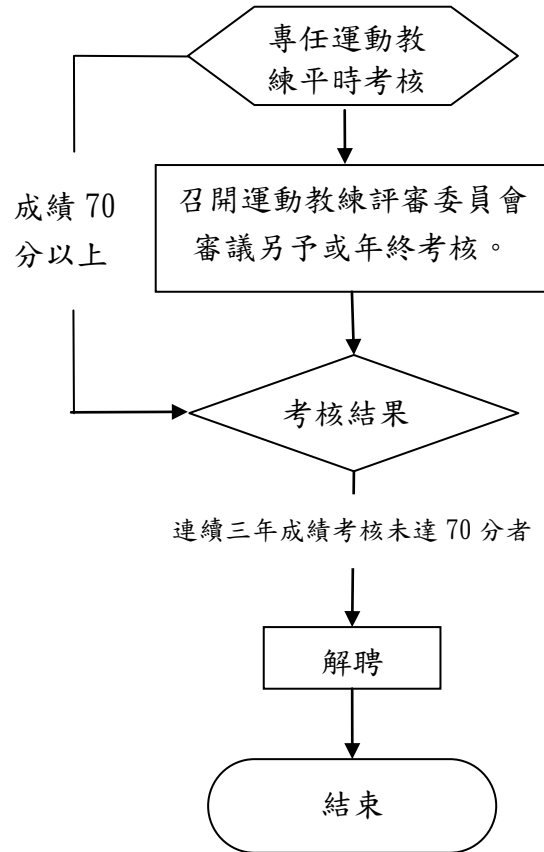 專任運動教
練平時考核
成績 70
分以上
召開運動教練評審委員會
審議另予或年終考核。
考核結果
連續三年成績考核未達 70 分者
解聘
結束